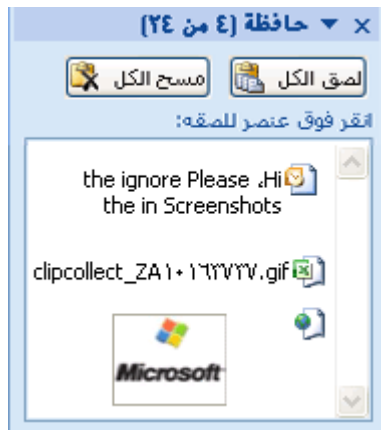 حافظة (٤ من ٢٤)
لصق الكل
مسح الكل
انقر فوق عنصر للصقه:
the ignore Please ،Hi
the in Screenshots
clipcollect_ZA١٠١٦٢٧٢٧.gif
Microsoft